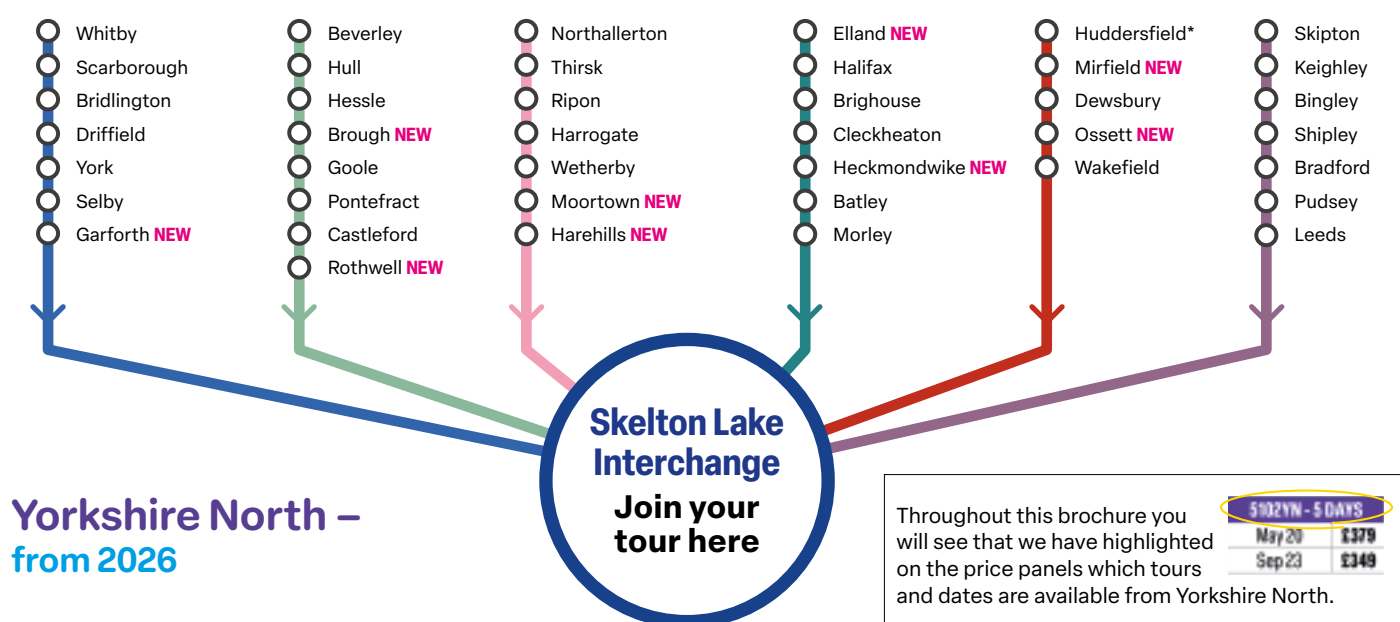 Whitby
Scarborough
Bridlington
Driffield
York
Selby
Garforth NEW
Beverley
Hull
Hessle
Brough NEW
Goole
Pontefract
Castleford
Rothwell NEW
Northallerton
Thirsk
Ripon
Harrogate
Wetherby
Moortown NEW
Harehills NEW
Elland NEW
Halifax
Brighouse
Cleckheaton
Heckmondwike NEW
Batley
Morley
Huddersfield*
Mirfield NEW
Dewsbury
Ossett NEW
Wakefield
Skipton
Keighley
Bingley
Shipley
Bradford
Pudsey
Leeds
Skelton Lake
Interchange
Join your
tour here
Yorkshire North –
from 2026
Throughout this brochure you
will see that we have highlighted
on the price panels which tours
and dates are available from Yorkshire North.
5102YN - 5 DAYS
May 20 £379
Sep 23 £349